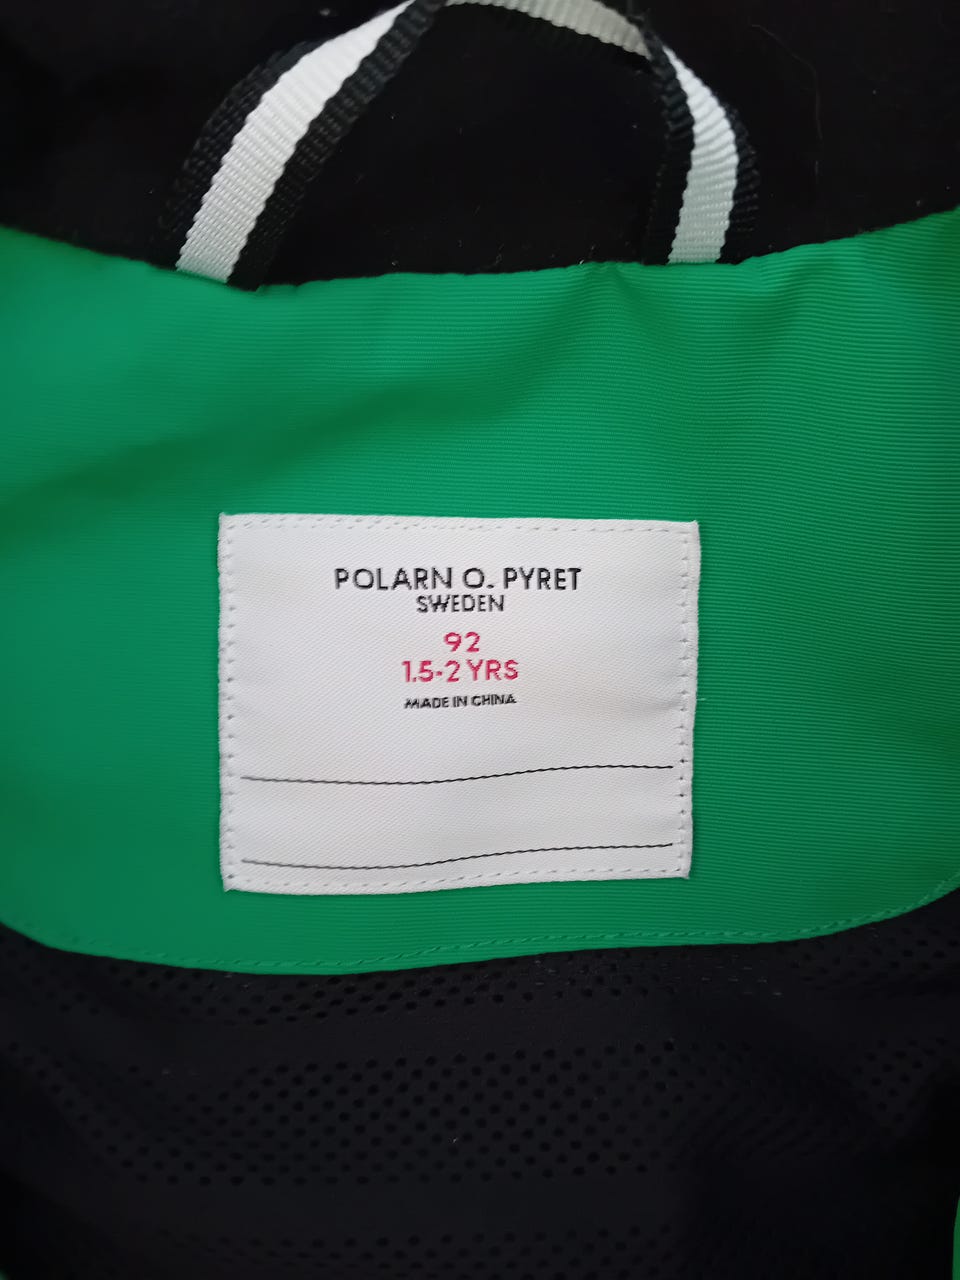 POLARN O. PYRET
SWEDEN
92
1.5-2 YRS
MADE IN CHINA